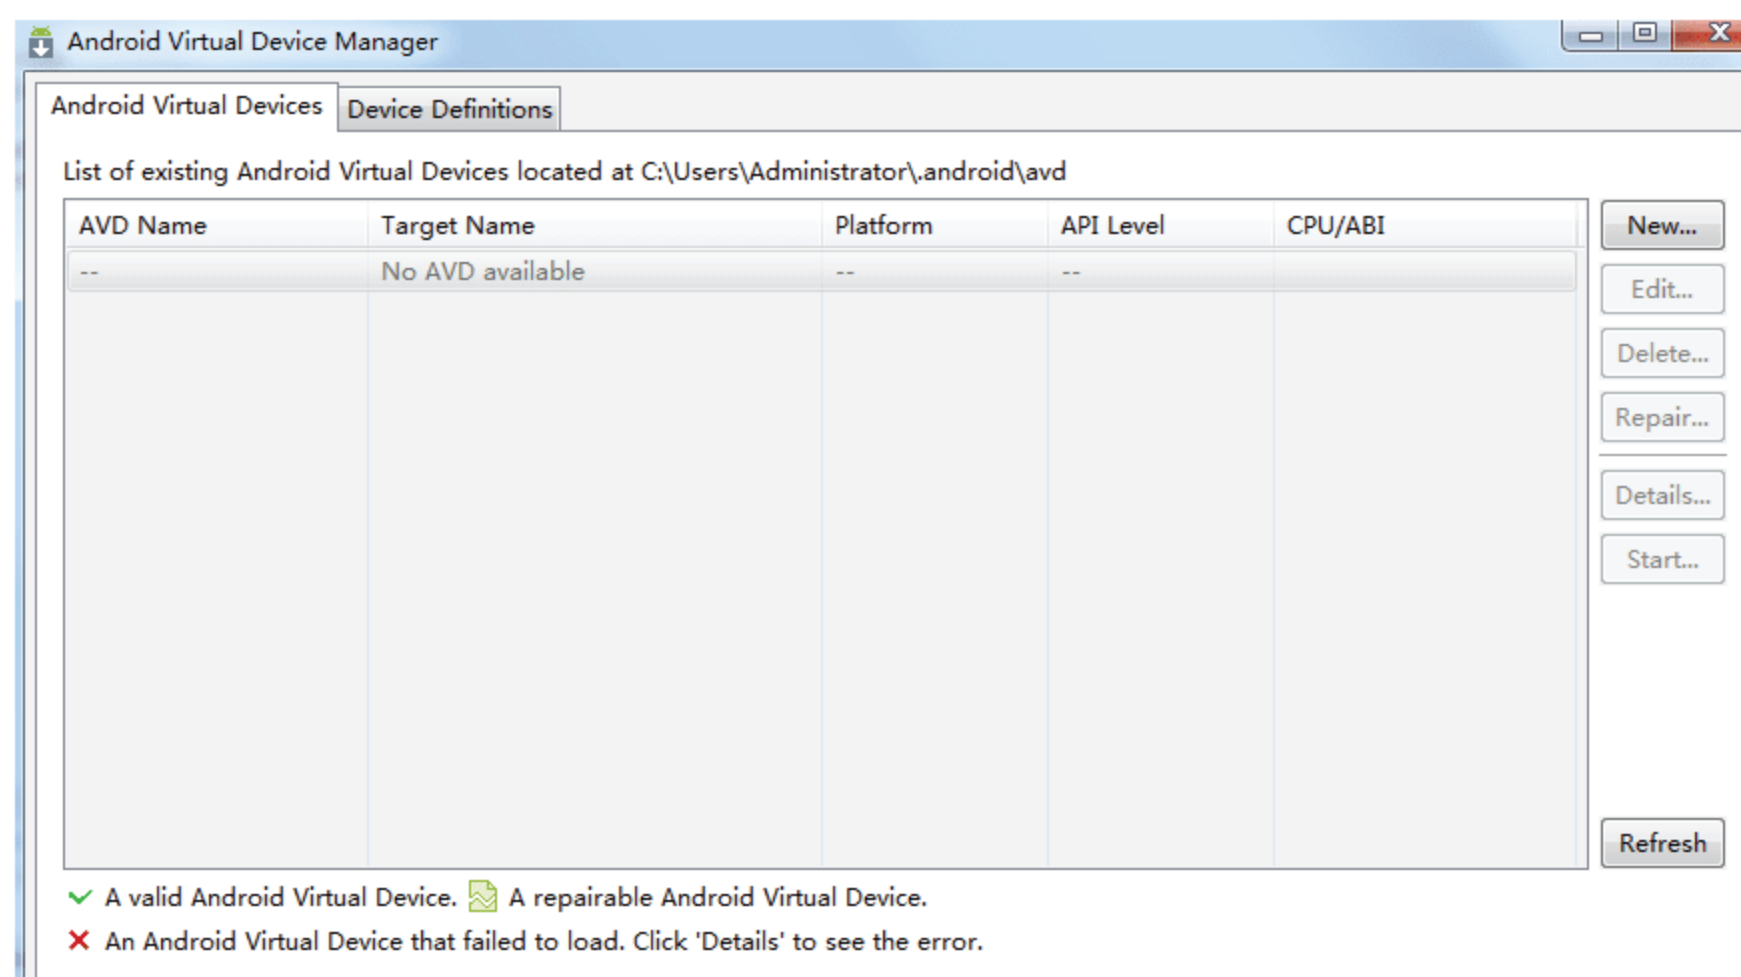 Android Virtual Device Manager
Android Virtual Devices
Device Definitions
List of existing Android Virtual Devices located at C:\Users\Administrator\.android\avd
AVD Name Target Name Platform API Level CPU/ABI
-- No AVD available -- --
New...
Edit...
Delete...
Repair...
Details...
Start...
Refresh
A valid Android Virtual Device. A repairable Android Virtual Device.
An Android Virtual Device that failed to load. Click 'Details' to see the error.